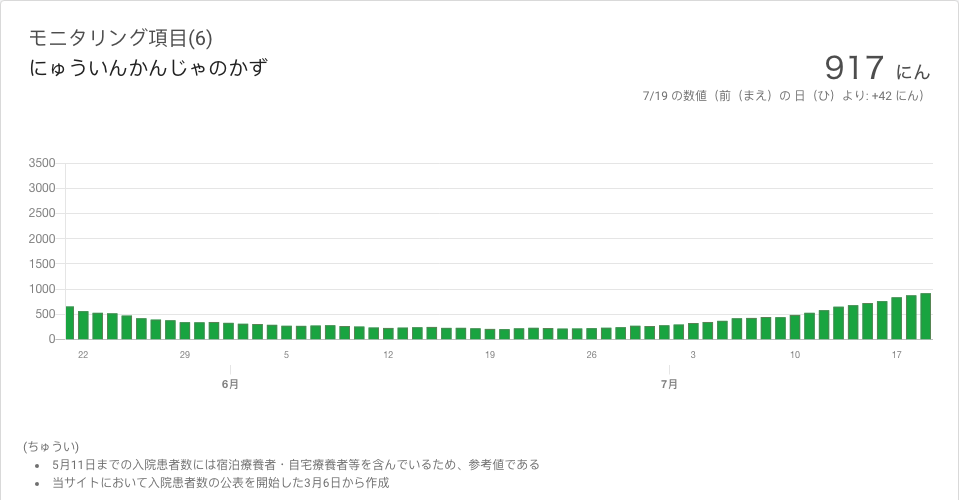 モニタリング項目(6)
にゅういんかんじゃのかず
917 にん
7/19 の数値（前（まえ）の 日（ひ）より: +42 にん）
3500
3000
2500
2000
1500
1000
500
0
22 29 5 12 19 26 3 10 17
6月 7月
(ちゅうい)
• 5月11日までの入院患者数には宿泊療養者・自宅療養者等を含んでいるため、参考値である
• 当サイトにおいて入院患者数の公表を開始した3月6日から作成